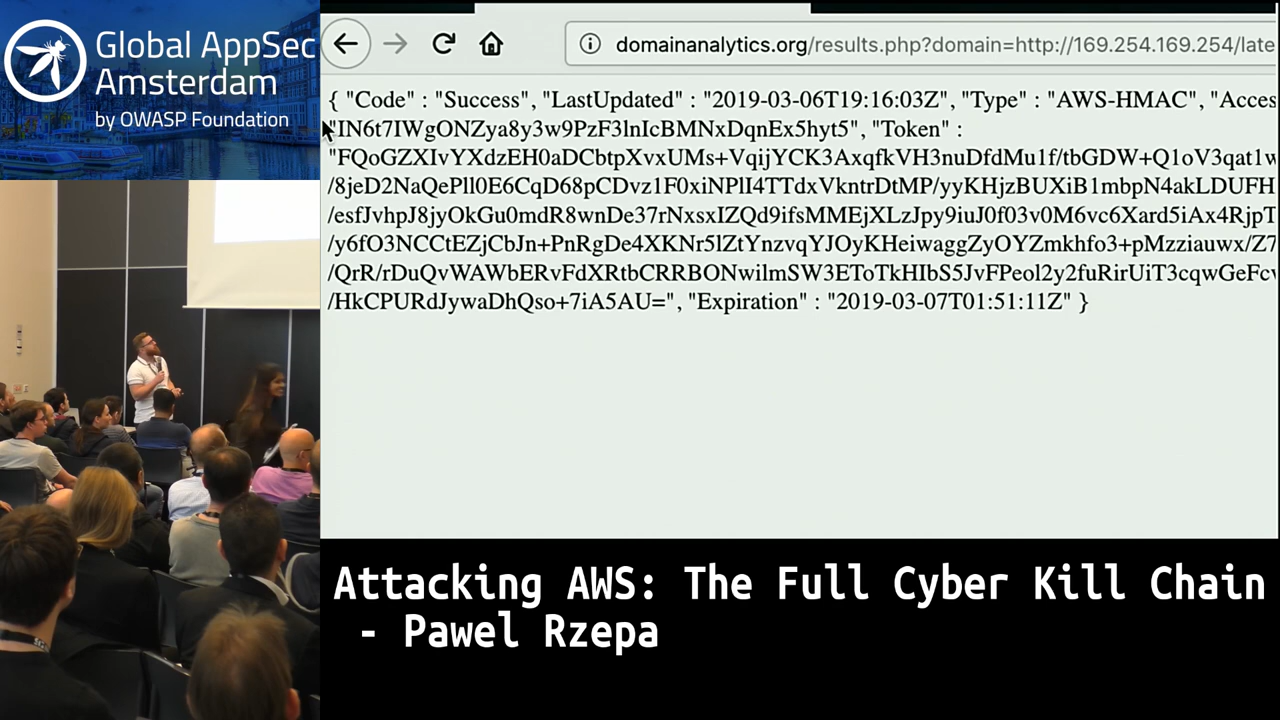 Global AppSec
Amsterdam
by OWASP Foundation
domainanalytics.org/results.php?domain=http://169.254.169.254/late
{ "Code" : "Success", "LastUpdated" : "2019-03-06T19:16:03Z", "Type" : "AWS-HMAC", "Acces
"IN6t7IWgONZya8y3w9PzF3lnIcBMNxDqnEx5hyt5", "Token" :
"FQoGZXIvYXdzEH0aDCbtpXvxUMs+VqijYCK3AxqfkVH3nuDfdMu1f/tbGDW+Q1oV3qat1w
/8jeD2NaQePll0E6CqD68pCDvz1F0xiNPlI4TTdxVkntrDtMP/yyKHjzBUXiB1mbpN4akLDUFH
/esfJvhpJ8jyOkGu0mdR8wnDe37rNxsxIZQd9ifsMMEjXLzJpy9iuJ0f03v0M6vc6Xard5iAx4RjpT
/y6fO3NCCtEZjCbJn+PnRgDe4XKNr5lZtYnzvqYJOyKHeiwaggZyOYZmkhfo3+pMzziauwx/Z7
/QrR/rDuQvWAWbERvFdXRtbCRRBONwilmSW3EToTkHIbS5JvFPeol2y2fuRirUiT3cqwGeFcv
/HkCPURdJywaDhQso+7iA5AU=", "Expiration" : "2019-03-07T01:51:11Z" }
Attacking AWS: The Full Cyber Kill Chain
- Pawel Rzepa